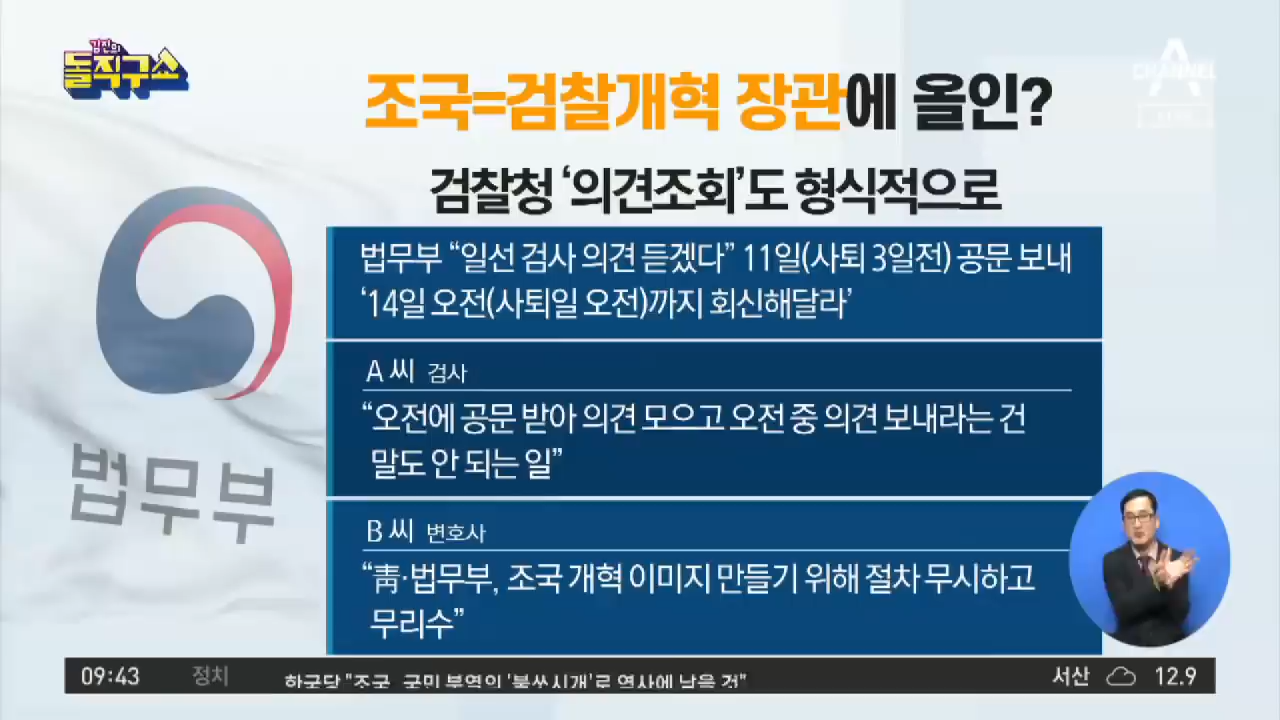 김진의
돌직구쇼
CHANNEL
조국=검찰개혁 장관에 올인?
검찰청 ‘의견조회’도 형식적으로
법무부 “일선 검사 의견 듣겠다” 11일(사퇴 3일전) 공문 보내
‘14일 오전(사퇴일 오전)까지 회신해달라’
A 씨 검사
“오전에 공문 받아 의견 모으고 오전 중 의견 보내라는 건
말도 안 되는 일”
B 씨 변호사
“靑·법무부, 조국 개혁 이미지 만들기 위해 절차 무시하고
무리수”
법무부
09:43 정치 한국당 "조국, 국민 분열의 '불쏘시개'로 역사에 남을 것" 서산 12.9